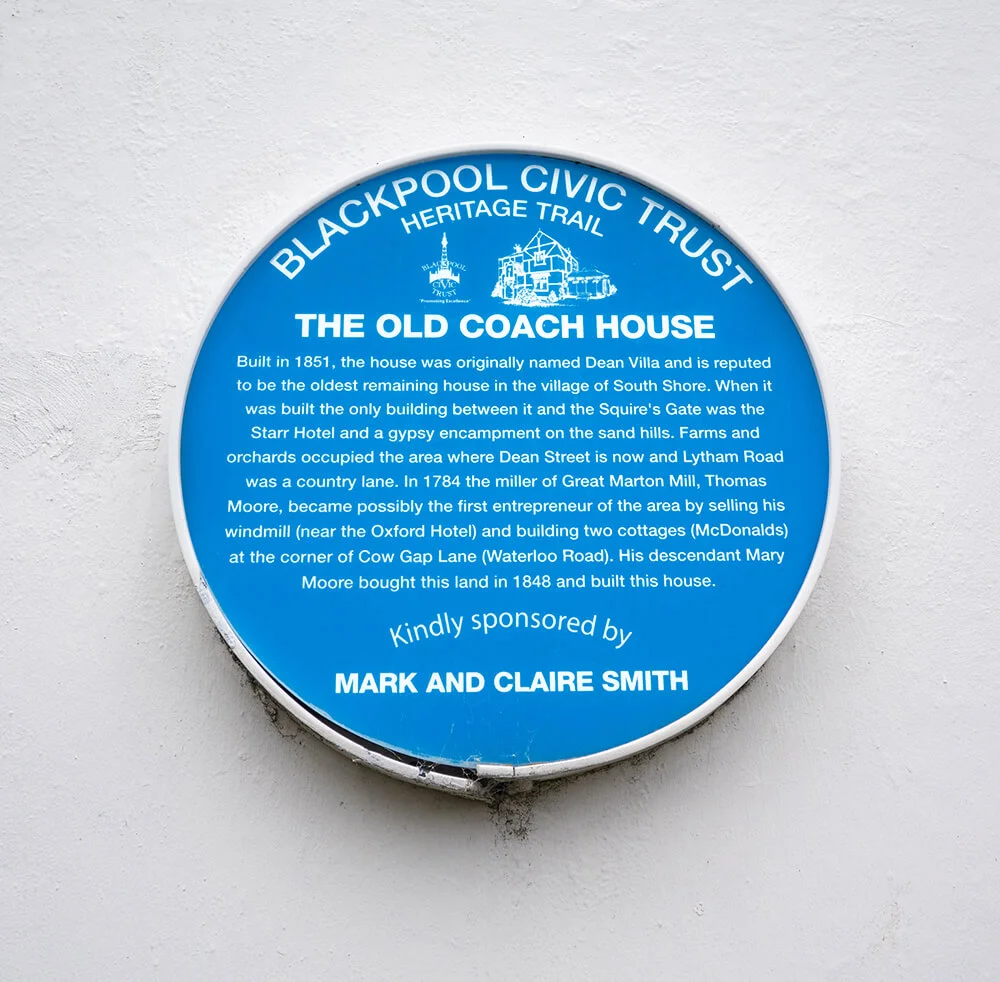 BLACKPOOL CIVIC TRUST
HERITAGE TRAIL
BLACKPOOL
CIVIC
TRUST
"Promoting Excellence"
THE OLD COACH HOUSE
Built in 1851, the house was originally named Dean Villa and is reputed
to be the oldest remaining house in the village of South Shore. When it
was built the only building between it and the Squire's Gate was the
Starr Hotel and a gypsy encampment on the sand hills. Farms and
orchards occupied the area where Dean Street is now and Lytham Road
was a country lane. In 1784 the miller of Great Marton Mill, Thomas
Moore, became possibly the first entrepreneur of the area by selling his
windmill (near the Oxford Hotel) and building two cottages (McDonalds)
at the corner of Cow Gap Lane (Waterloo Road). His descendant Mary
Moore bought this land in 1848 and built this house.
Kindly sponsored by
MARK AND CLAIRE SMITH